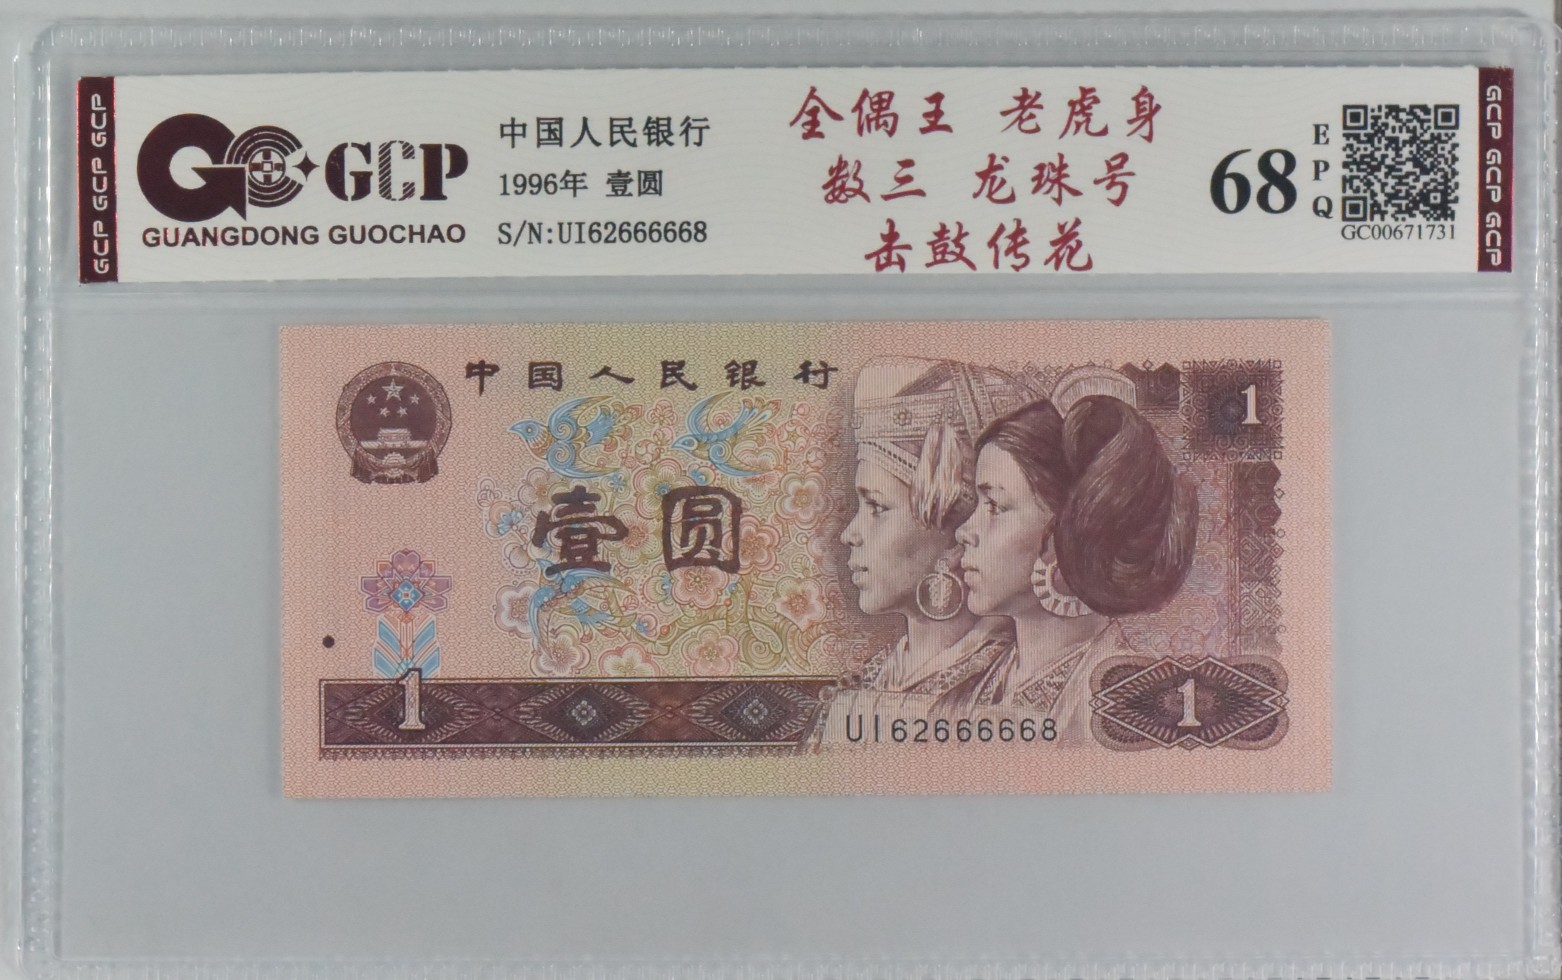 GCP GCP GCP
GCP
GUANGDONG GUOCHAO
中国人民银行
1996年 壹圆
S/N:UI62666668
全偶王 老虎身
数三 龙珠号
击鼓传花
68
EPQ
GC00671731
GCP GCP GCP
中国人民银行
1
壹圆
1
UI62666668
1